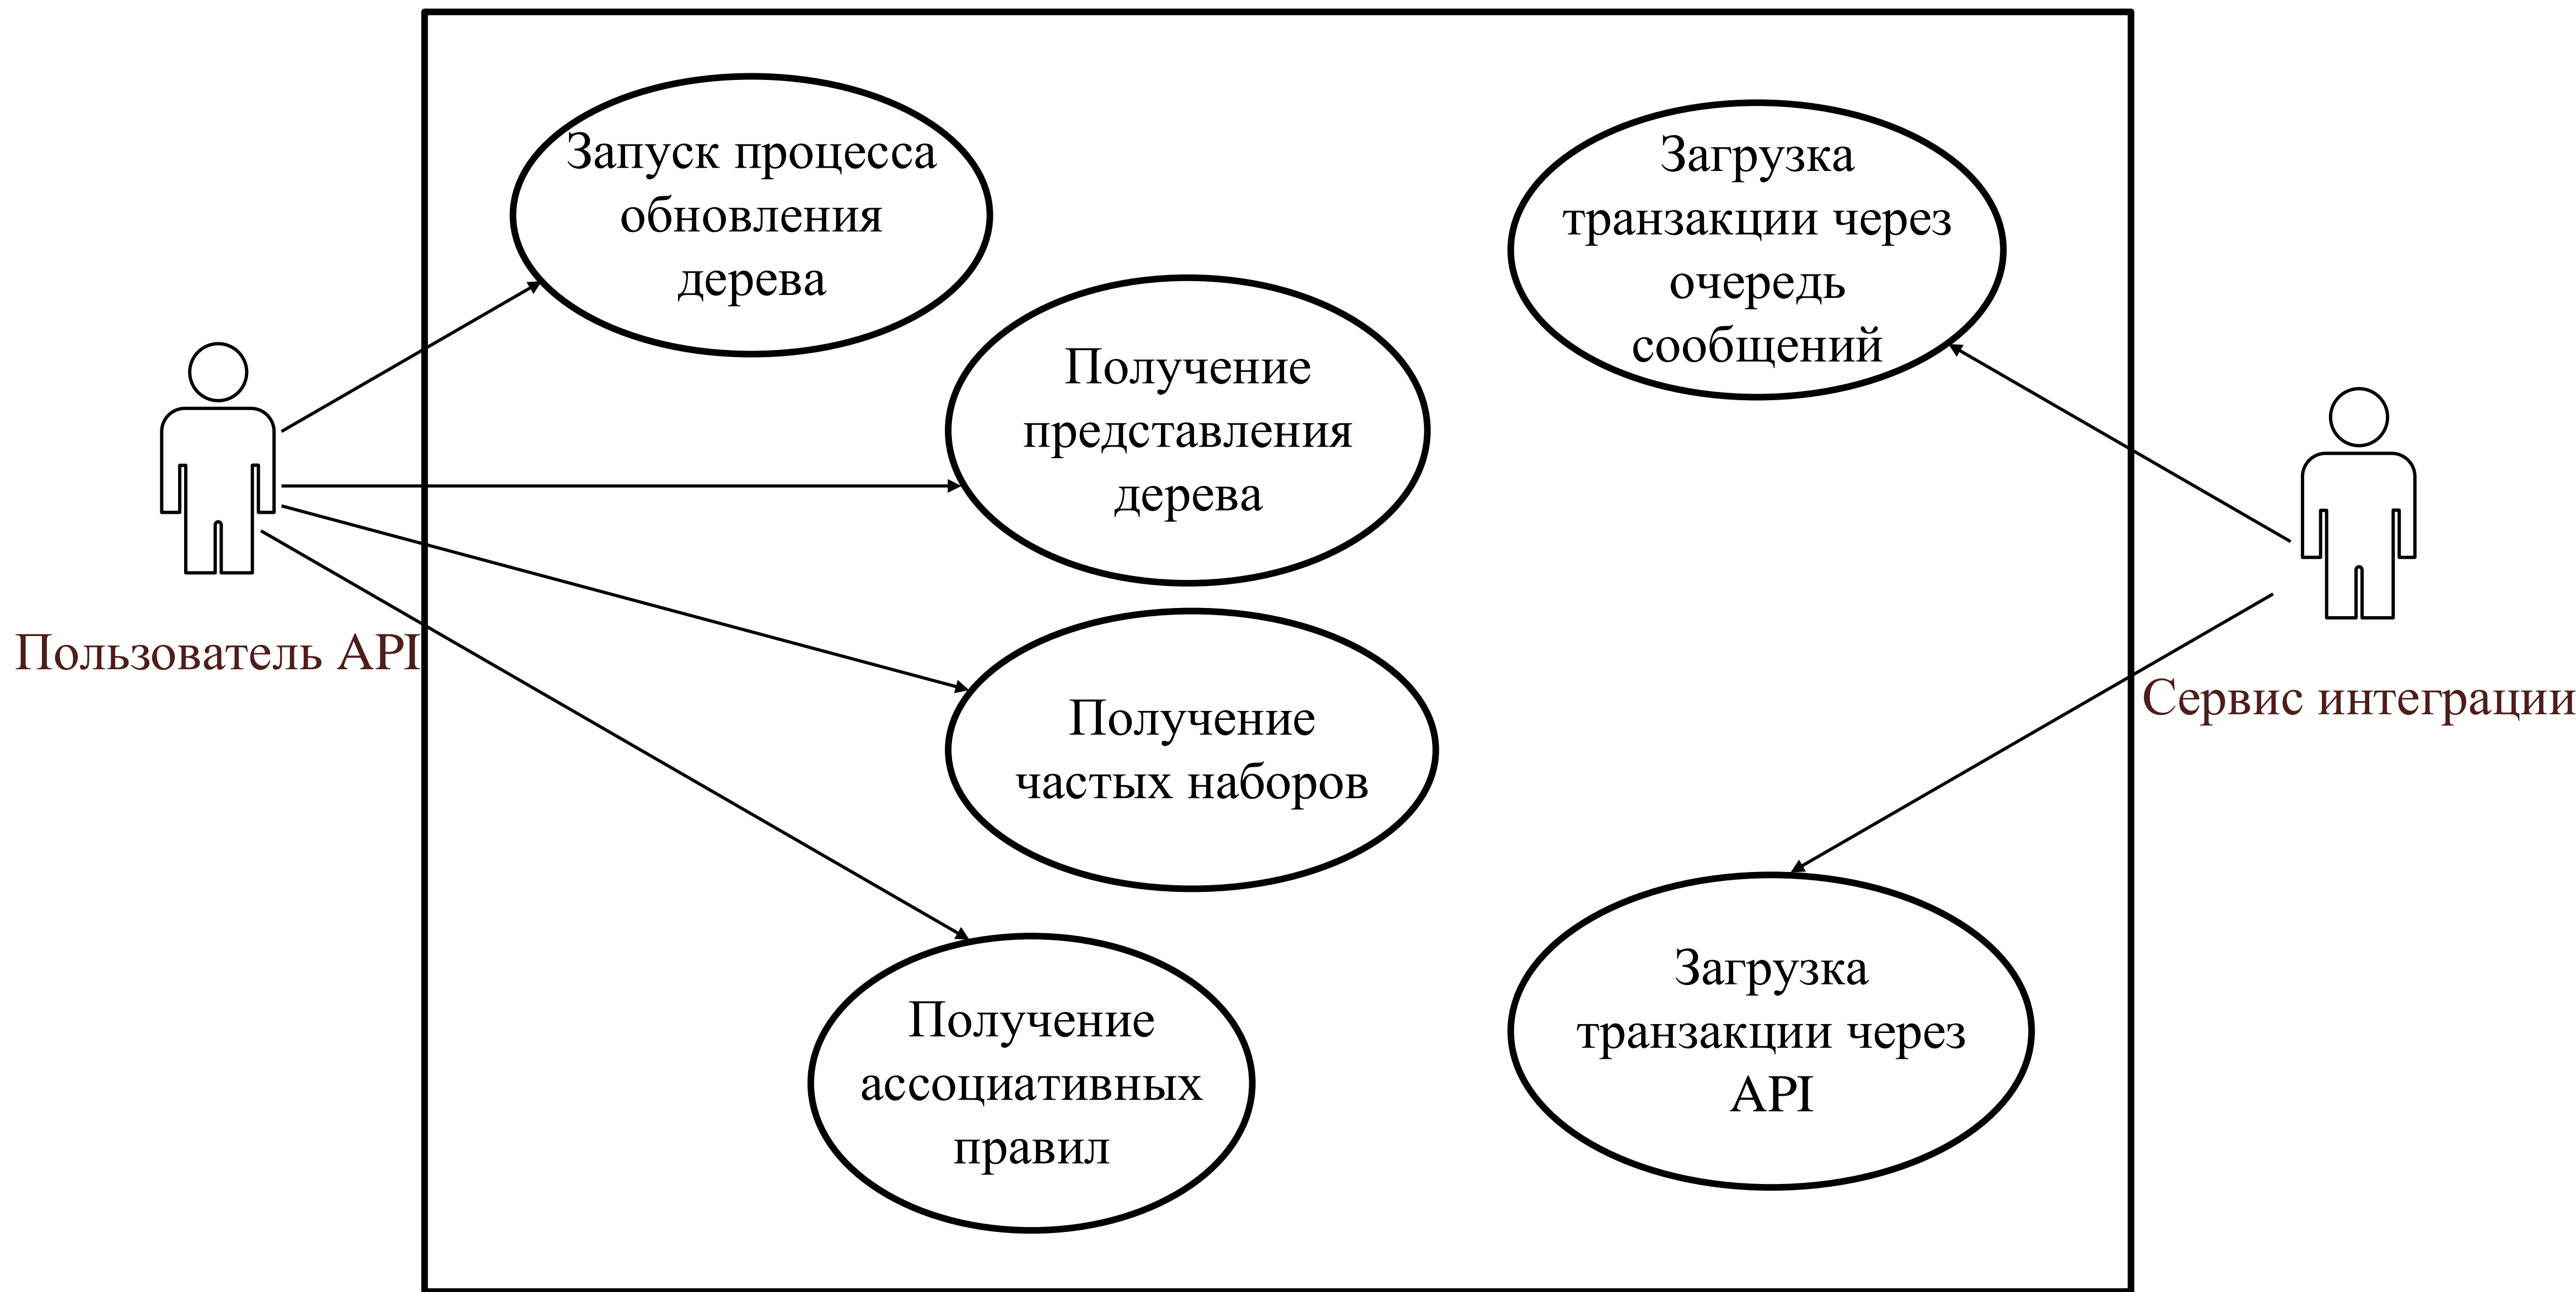 Запуск процесса
обновления
дерева
Загрузка
транзакции через
очередь
сообщений
Получение
представления
дерева
Пользователь API
Сервис интеграции
Получение
частых наборов
Получение
ассоциативных
правил
Загрузка
транзакции через
API